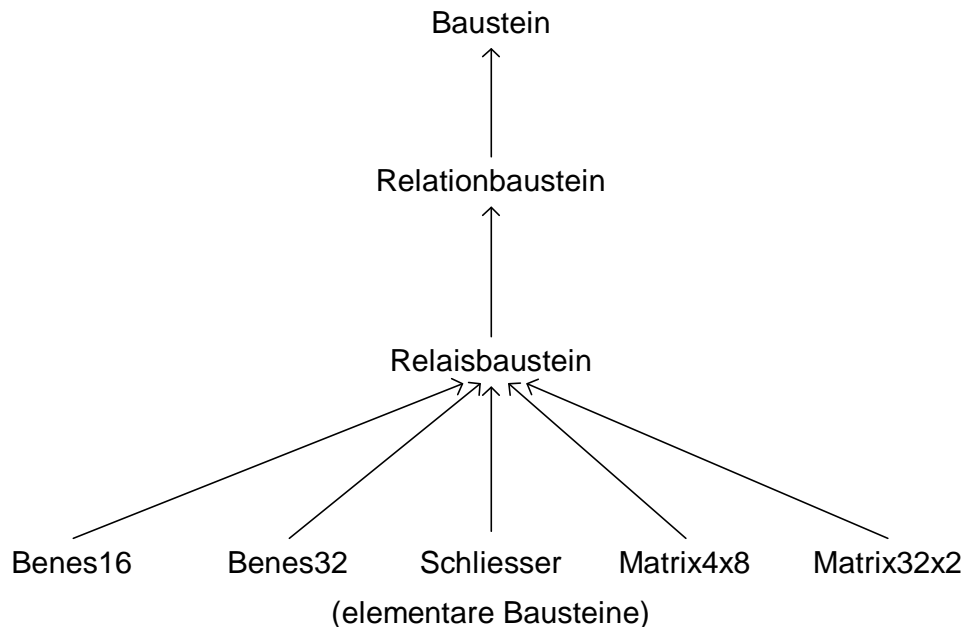 Baustein
Relationbaustein
Relaisbaustein
Benes16 Benes32 Schliesser Matrix4x8 Matrix32x2
(elementare Bausteine)